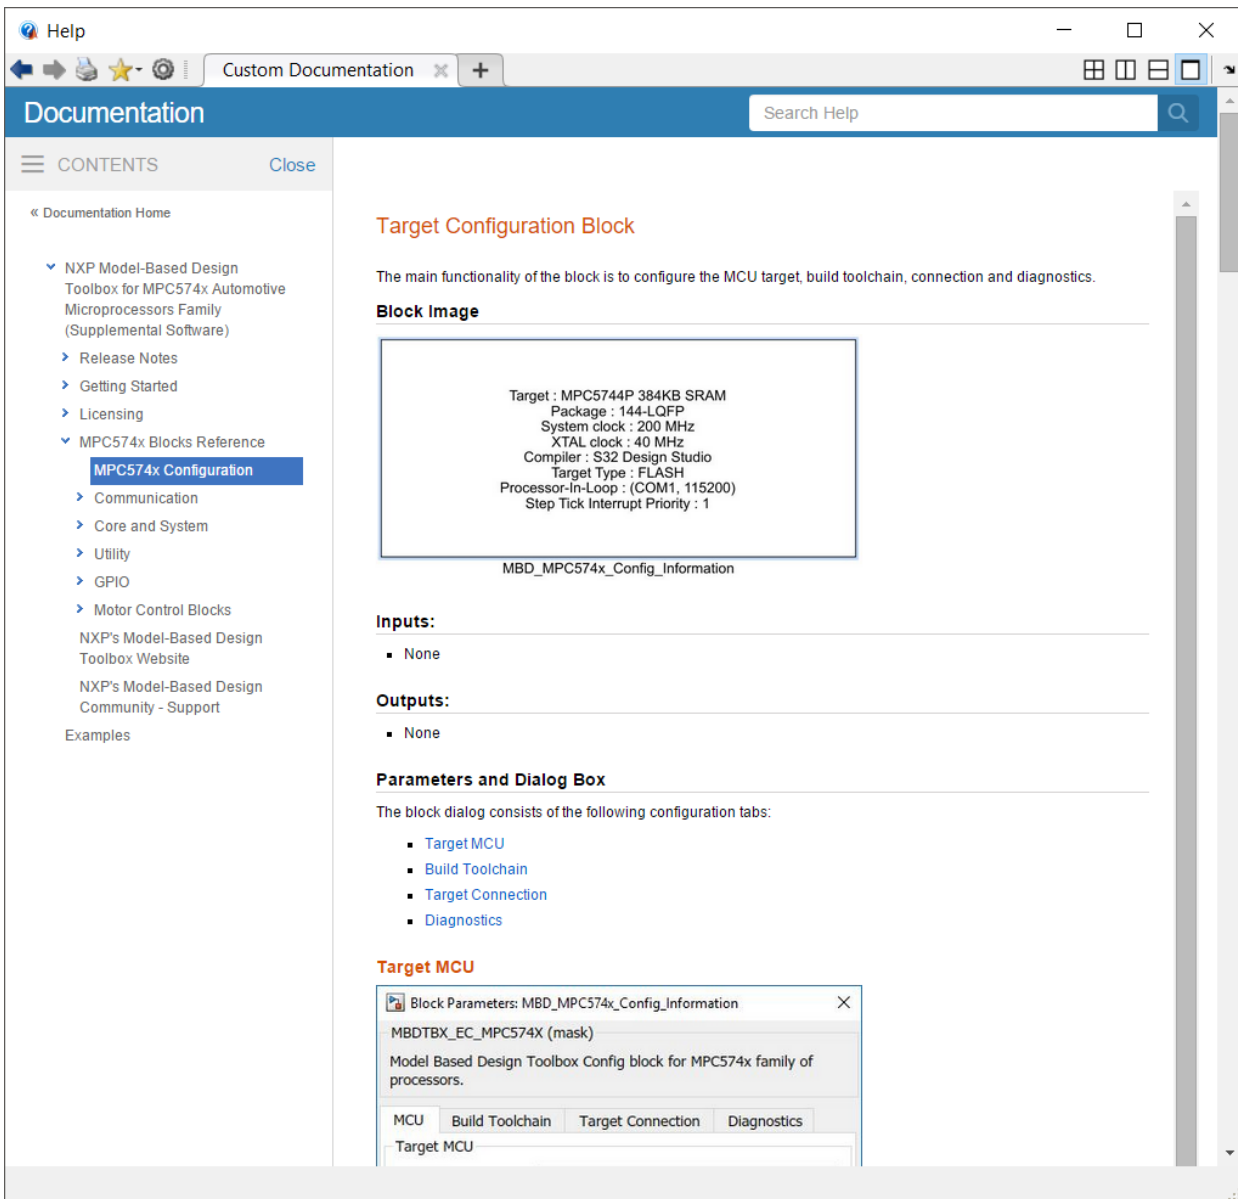 Help
Custom Documentation
Documentation
Search Help
CONTENTS
Close
« Documentation Home
NXP Model-Based Design
Toolbox for MPC574x Automotive
Microprocessors Family
(Supplemental Software)
Release Notes
Getting Started
Licensing
MPC574x Blocks Reference
MPC574x Configuration
Communication
Core and System
Utility
GPIO
Motor Control Blocks
NXP's Model-Based Design
Toolbox Website
NXP's Model-Based Design
Community - Support
Examples
Target Configuration Block
The main functionality of the block is to configure the MCU target, build toolchain, connection and diagnostics.
Block Image
Target : MPC5744P 384KB SRAM
Package : 144-LQFP
System clock : 200 MHz
XTAL clock : 40 MHz
Compiler : S32 Design Studio
Target Type : FLASH
Processor-In-Loop : (COM1, 115200)
Step Tick Interrupt Priority : 1
MBD_MPC574x_Config_Information
Inputs:
None
Outputs:
None
Parameters and Dialog Box
The block dialog consists of the following configuration tabs:
Target MCU
Build Toolchain
Target Connection
Diagnostics
Target MCU
Block Parameters: MBD_MPC574x_Config_Information
MBDTBX_EC_MPC574X (mask)
Model Based Design Toolbox Config block for MPC574x family of
processors.
MCU
Build Toolchain
Target Connection
Diagnostics
Target MCU